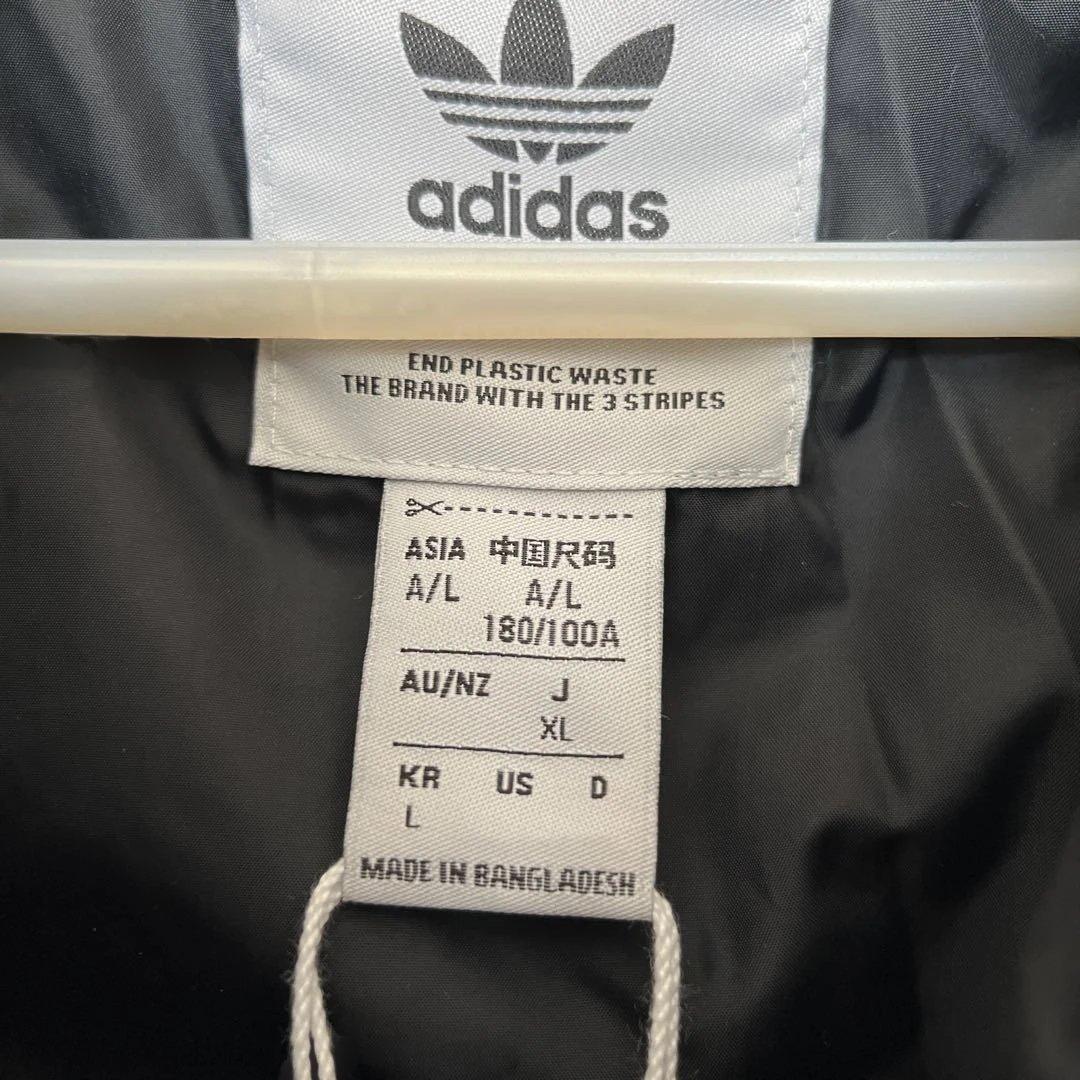 adidas
END PLASTIC WASTE
THE BRAND WITH THE 3 STRIPES
ASIA 中国尺码
A/L A/L
180/100A
AU/NZ J
XL
KR US D
L
MADE IN BANGLADESH